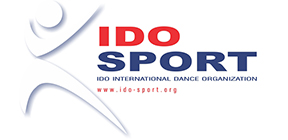 IDO
SPORT
IDO INTERNATIONAL DANCE ORGANIZATION
www.ido-sport.org